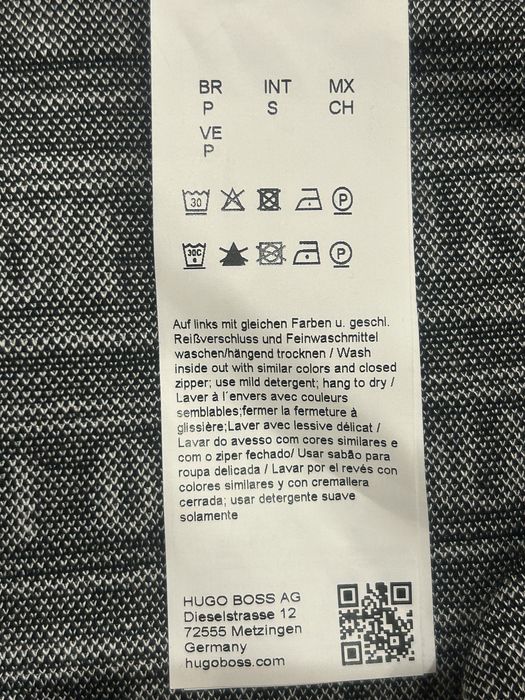 BR INT MX
P S CH
VE
P
30 P
30C P
Auf links mit gleichen Farben u. geschl.
Reißverschluss und Feinwaschmittel
waschen/hängend trocknen / Wash
inside out with similar colors and closed
zipper; use mild detergent; hang to dry /
Laver à l´envers avec couleurs
semblables;fermer la fermeture à
glissière;Laver avec lessive délicat /
Lavar do avesso com cores similares e
com o ziper fechado/ Usar sabão para
roupa delicada / Lavar por el revés con
colores similares y con cremallera
cerrada; usar detergente suave
solamente
HUGO BOSS AG
Dieselstrasse 12
72555 Metzingen
Germany
hugoboss.com